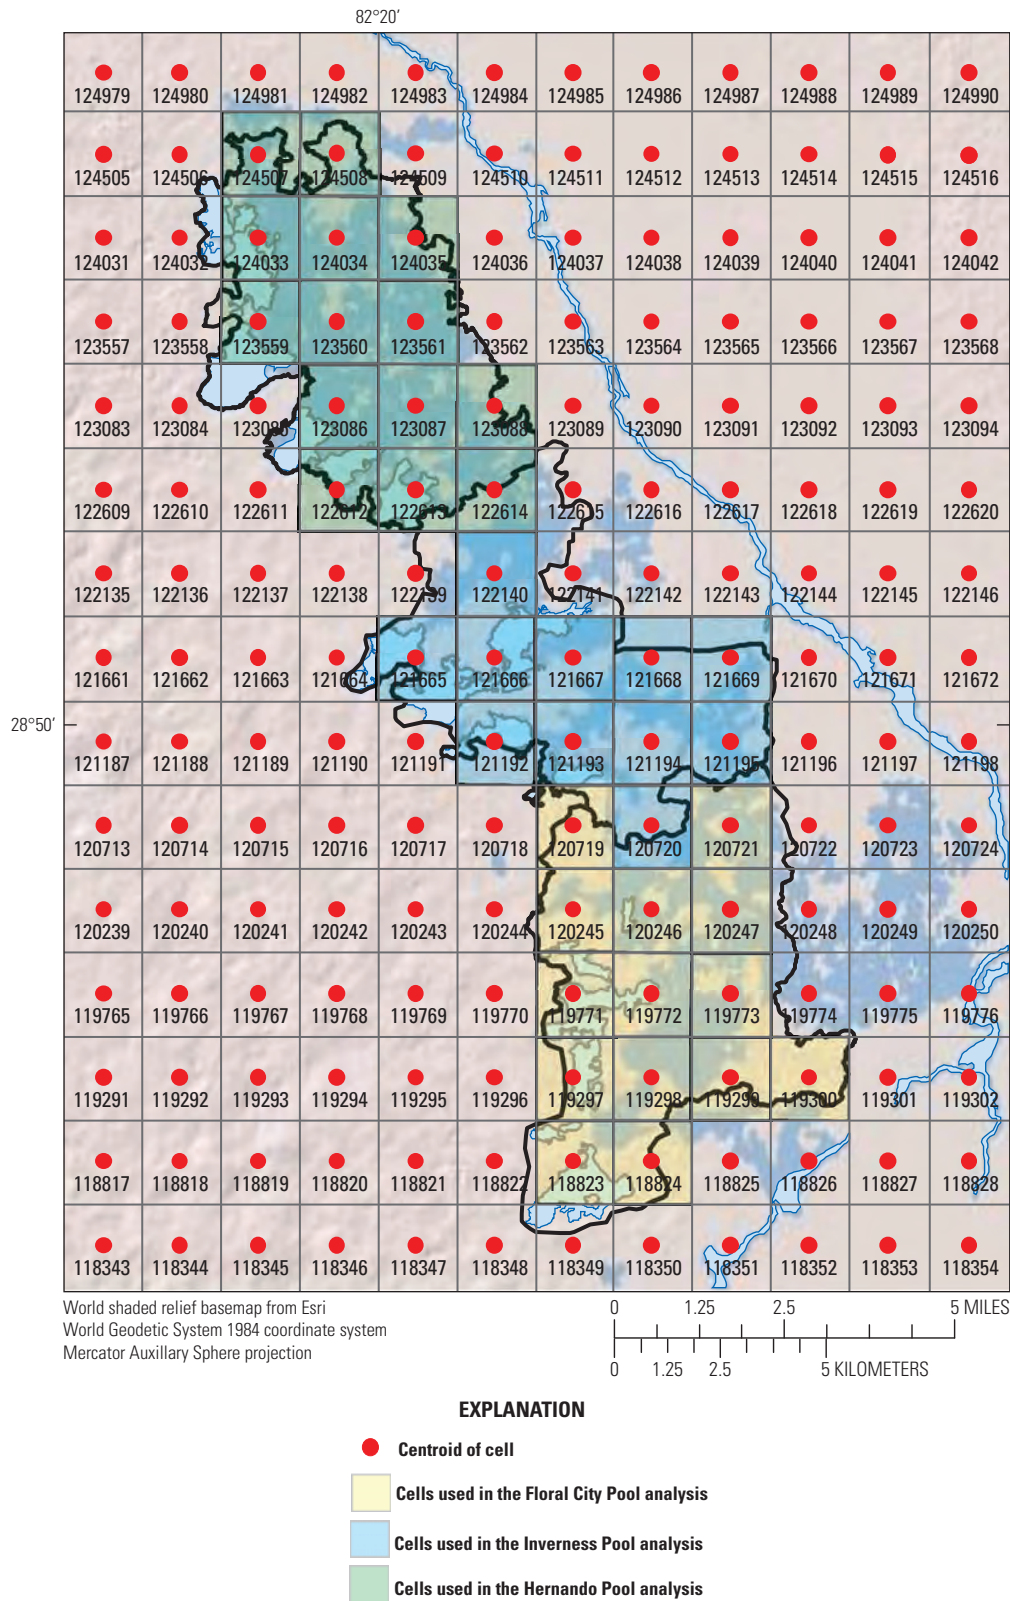 82°20′
124979 124980 124981 124982 124983 124984 124985 124986 124987 124988 124989 124990
124505 124506 124507 124508 124509 124510 124511 124512 124513 124514 124515 124516
124031 124032 124033 124034 124035 124036 124037 124038 124039 124040 124041 124042
123557 123558 123559 123560 123561 123562 123563 123564 123565 123566 123567 123568
123083 123084 123085 123086 123087 123088 123089 123090 123091 123092 123093 123094
122609 122610 122611 122612 122613 122614 122615 122616 122617 122618 122619 122620
122135 122136 122137 122138 122139 122140 122141 122142 122143 122144 122145 122146
121661 121662 121663 121664 121665 121666 121667 121668 121669 121670 121671 121672
28°50′
121187 121188 121189 121190 121191 121192 121193 121194 121195 121196 121197 121198
120713 120714 120715 120716 120717 120718 120719 120720 120721 120722 120723 120724
120239 120240 120241 120242 120243 120244 120245 120246 120247 120248 120249 120250
119765 119766 119767 119768 119769 119770 119771 119772 119773 119774 119775 119776
119291 119292 119293 119294 119295 119296 119297 119298 119299 119300 119301 119302
118817 118818 118819 118820 118821 118822 118823 118824 118825 118826 118827 118828
118343 118344 118345 118346 118347 118348 118349 118350 118351 118352 118353 118354
World shaded relief basemap from Esri
World Geodetic System 1984 coordinate system
Mercator Auxillary Sphere projection
0 1.25 2.5 5 MILES
0 1.25 2.5 5 KILOMETERS
EXPLANATION
Centroid of cell
Cells used in the Floral City Pool analysis
Cells used in the Inverness Pool analysis
Cells used in the Hernando Pool analysis